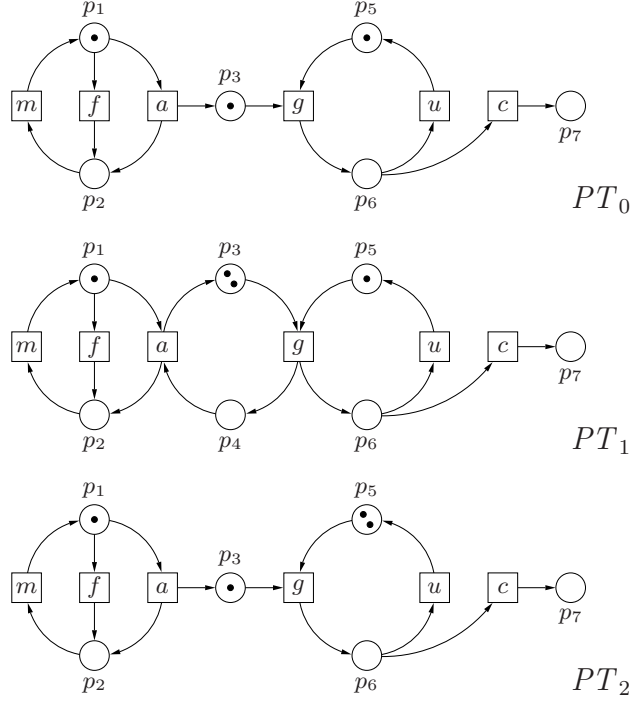 p₁ p₅
p₃
m f a g u c
p₂ p₆ p₇
PT₀
p₁ p₃ p₅
m f a g u c
p₂ p₄ p₆ p₇
PT₁
p₁ p₅
p₃
m f a g u c
p₂ p₆ p₇
PT₂